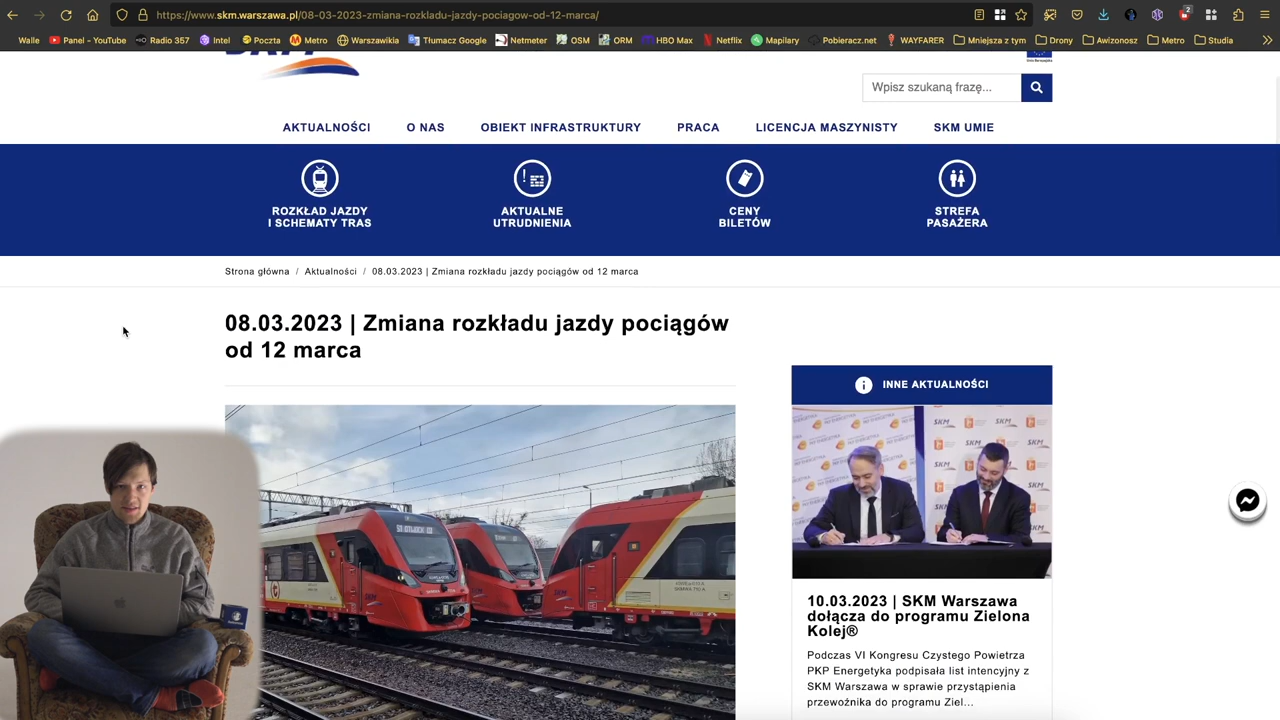 https://www.skm.warszawa.pl/08-03-2023-zmiana-rozkladu-jazdy-pociagow-od-12-marca/
2
Walle Panel - YouTube Radio 357 Intel Poczta Metro Warszawikia Tłumacz Google Netmeter OSM ORM HBO Max Netflix Mapilary Pobieracz.net WAYFARER Mniejsza z tym Drony Awizonosz Metro Studia
Wpisz szukaną frazę...
AKTUALNOŚCI O NAS OBIEKT INFRASTRUKTURY PRACA LICENCJA MASZYNISTY SKM UMIE
ROZKŁAD JAZDY
I SCHEMATY TRAS
AKTUALNE
UTRUDNIENIA
CENY
BILETÓW
STREFA
PASAŻERA
Strona główna / Aktualności / 08.03.2023 | Zmiana rozkładu jazdy pociągów od 12 marca
08.03.2023 | Zmiana rozkładu jazdy pociągów
od 12 marca
INNE AKTUALNOŚCI
10.03.2023 | SKM Warszawa
dołącza do programu Zielona
Kolej®
Podczas VI Kongresu Czystego Powietrza
PKP Energetyka podpisała list intencyjny z
SKM Warszawa w sprawie przystąpienia
przewoźnika do programu Ziel...